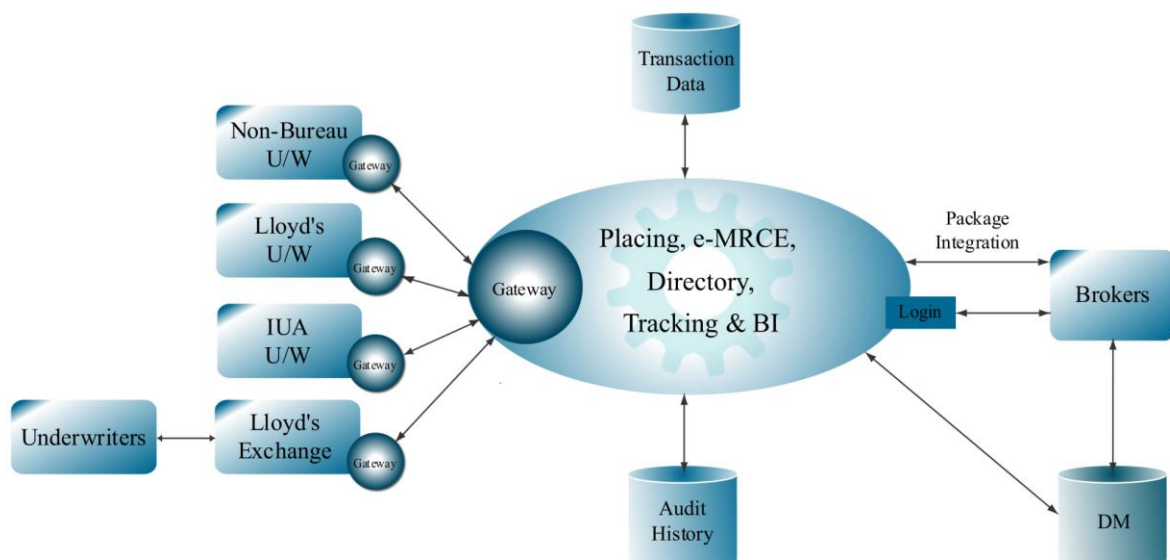 Transaction
Data
Non-Bureau
U/W
Gateway
Lloyd's
U/W
Gateway
IUA
U/W
Gateway
Underwriters
Lloyd's
Exchange
Gateway
Gateway
Placing, e-MRCE,
Directory,
Tracking & BI
Package
Integration
Login
Brokers
Audit
History
DM